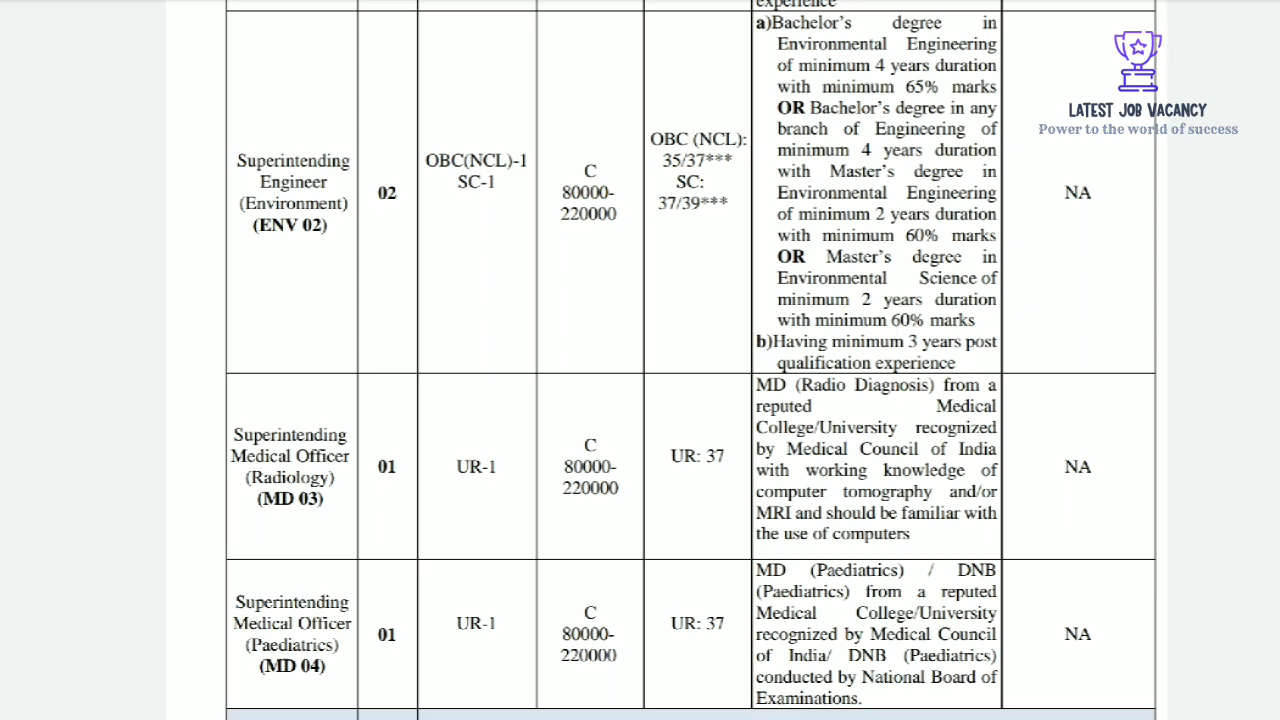 experience
Superintending
Engineer
(Environment)
(ENV 02)
02
OBC(NCL)-1
SC-1
C
80000-
220000
OBC (NCL):
35/37***
SC:
37/39***
a)Bachelor's degree in
Environmental Engineering
of minimum 4 years duration
with minimum 65% marks
OR Bachelor's degree in any
branch of Engineering of
minimum 4 years duration
with Master's degree in
Environmental Engineering
of minimum 2 years duration
with minimum 60% marks
OR Master's degree in
Environmental Science of
minimum 2 years duration
with minimum 60% marks
b)Having minimum 3 years post
qualification experience
NA
LATEST JOB VACANCY
Power to the world of success
Superintending
Medical Officer
(Radiology)
(MD 03)
01
UR-1
C
80000-
220000
UR: 37
MD (Radio Diagnosis) from a
reputed Medical
College/University recognized
by Medical Council of India
with working knowledge of
computer tomography and/or
MRI and should be familiar with
the use of computers
NA
Superintending
Medical Officer
(Paediatrics)
(MD 04)
01
UR-1
C
80000-
220000
UR: 37
MD (Paediatrics) / DNB
(Paediatrics) from a reputed
Medical College/University
recognized by Medical Council
of India/ DNB (Paediatrics)
conducted by National Board of
Examinations.
NA